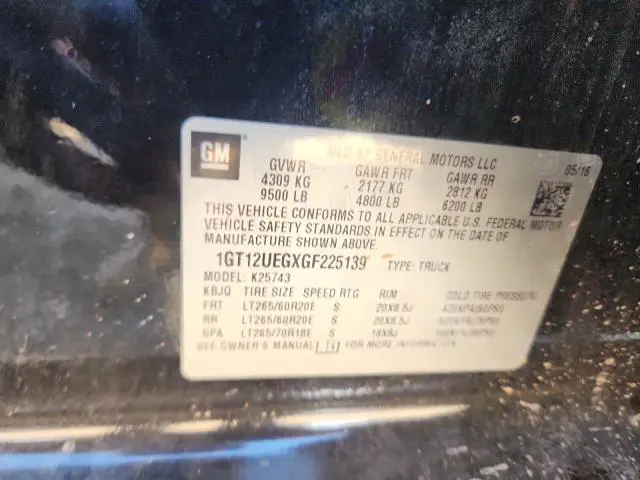 GM
MFD BY GENERAL MOTORS LLC
05/16
GVWR GAWR FRT GAWR RR
4309 KG 2177 KG 2812 KG
9500 LB 4800 LB 6200 LB
THIS VEHICLE CONFORMS TO ALL APPLICABLE U.S. FEDERAL MOTOR
VEHICLE SAFETY STANDARDS IN EFFECT ON THE DATE OF
MANUFACTURE SHOWN ABOVE.
1GT12UEGXGF225139 TYPE: TRUCK
MODEL: K25743
KBJQ TIRE SIZE SPEED RTG RIM COLD TIRE PRESSURE
FRT LT265/60R20E S 20X8.5J
RR LT265/60R20E S 20X8.5J
SPA LT265/70R18E S 18X8J
SEE OWNER'S MANUAL FOR MORE INFORMATION